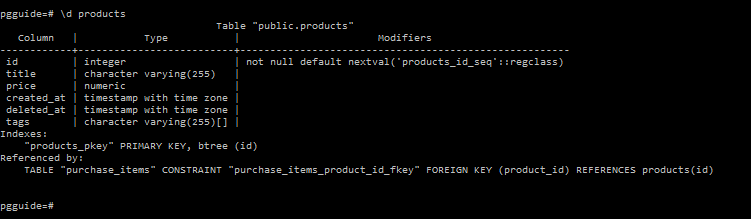 pgguide=# \d products
                                  Table "public.products"
   Column   |           Type           |                       Modifiers
------------+--------------------------+-------------------------------------------------------
 id         | integer                  | not null default nextval('products_id_seq'::regclass)
 title      | character varying(255)   |
 price      | numeric                  |
 created_at | timestamp with time zone |
 deleted_at | timestamp with time zone |
 tags       | character varying(255)[] |
Indexes:
    "products_pkey" PRIMARY KEY, btree (id)
Referenced by:
    TABLE "purchase_items" CONSTRAINT "purchase_items_product_id_fkey" FOREIGN KEY (product_id) REFERENCES products(id)
pgguide=#